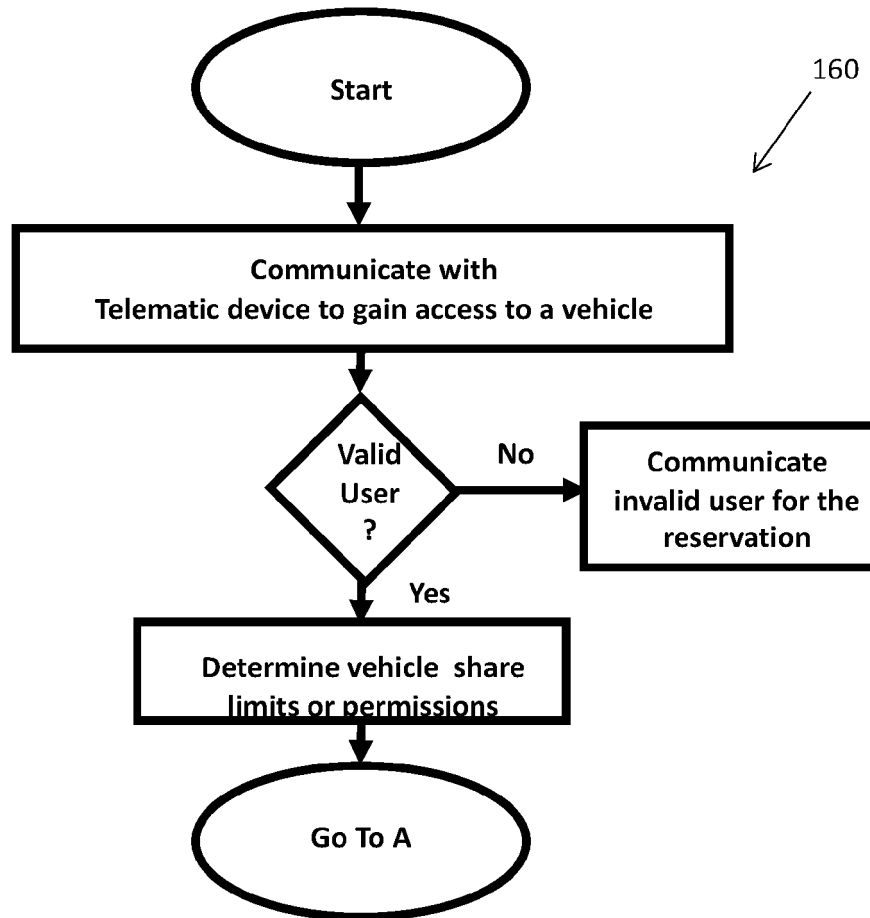 Start
160
Communicate with
Telematic device to gain access to a vehicle
Valid
User
?
No
Communicate
invalid user for the
reservation
Yes
Determine vehicle share
limits or permissions
Go To A